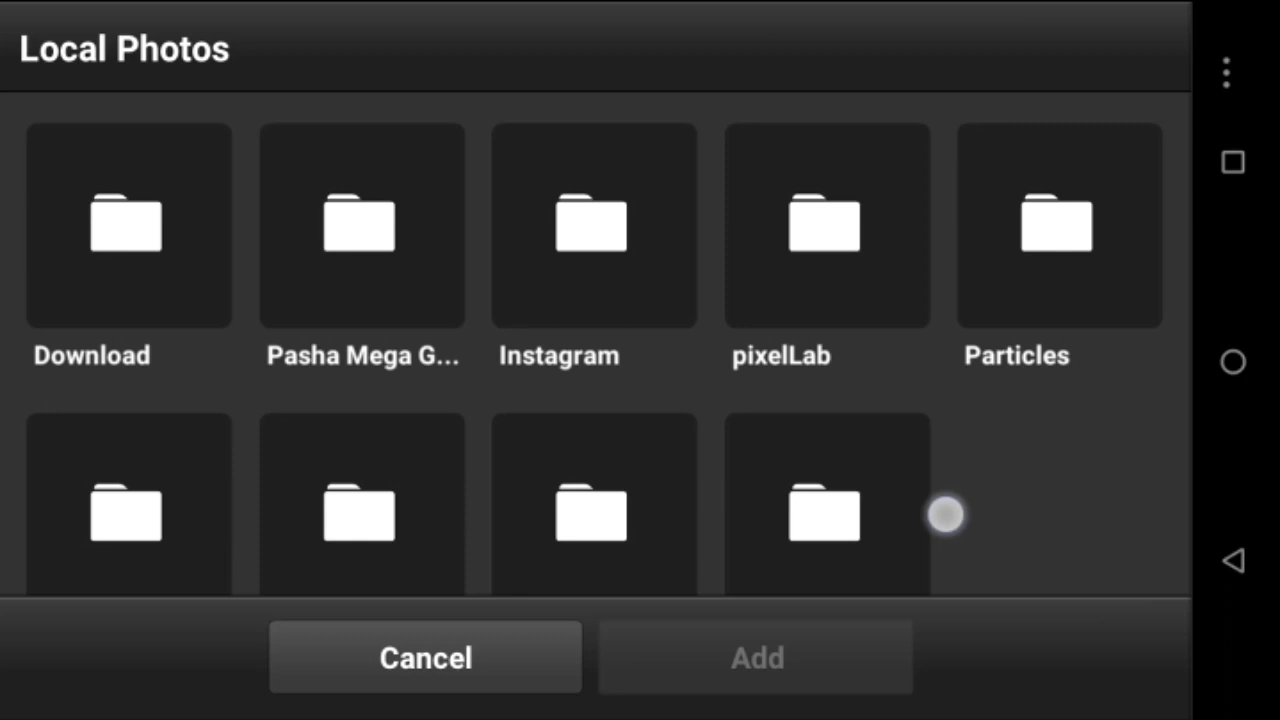 Local Photos
Download
Pasha Mega G...
Instagram
pixelLab
Particles
Cancel
Add